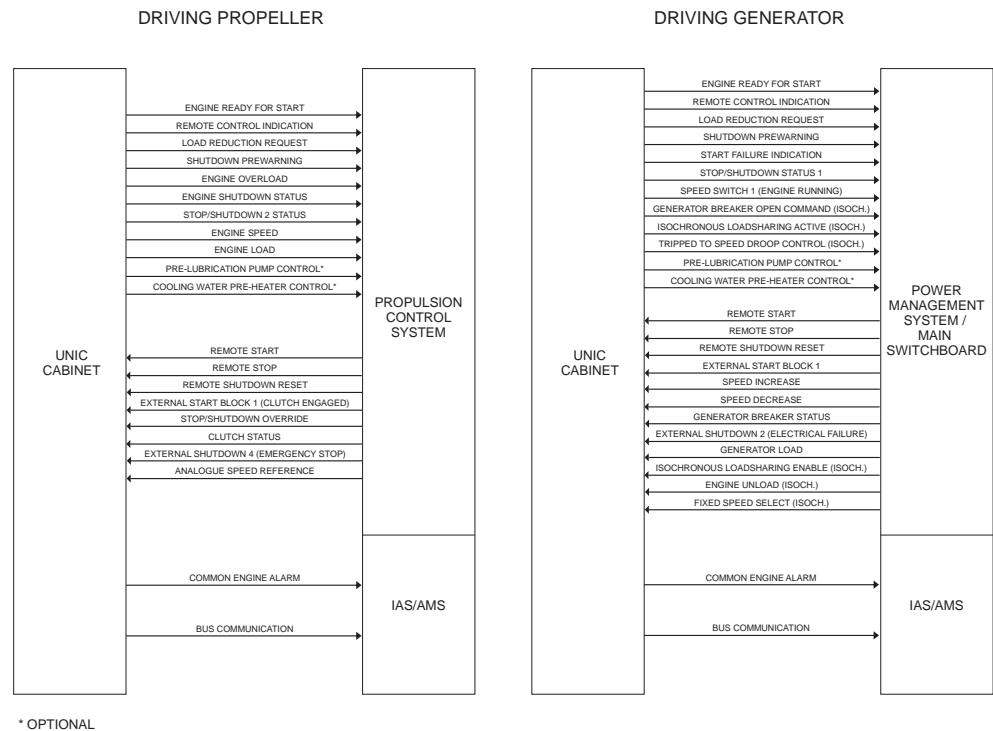 DRIVING PROPELLER
UNIC
CABINET
ENGINE READY FOR START
REMOTE CONTROL INDICATION
LOAD REDUCTION REQUEST
SHUTDOWN PREWARNING
ENGINE OVERLOAD
ENGINE SHUTDOWN STATUS
STOP/SHUTDOWN 2 STATUS
ENGINE SPEED
ENGINE LOAD
PRE-LUBRICATION PUMP CONTROL*
COOLING WATER PRE-HEATER CONTROL*
REMOTE START
REMOTE STOP
REMOTE SHUTDOWN RESET
EXTERNAL START BLOCK 1 (CLUTCH ENGAGED)
STOP/SHUTDOWN OVERRIDE
CLUTCH STATUS
EXTERNAL SHUTDOWN 4 (EMERGENCY STOP)
ANALOGUE SPEED REFERENCE
COMMON ENGINE ALARM
BUS COMMUNICATION
PROPULSION
CONTROL
SYSTEM
IAS/AMS
DRIVING GENERATOR
UNIC
CABINET
ENGINE READY FOR START
REMOTE CONTROL INDICATION
LOAD REDUCTION REQUEST
SHUTDOWN PREWARNING
START FAILURE INDICATION
STOP/SHUTDOWN STATUS 1
SPEED SWITCH 1 (ENGINE RUNNING)
GENERATOR BREAKER OPEN COMMAND (ISOCH.)
ISOCHRONOUS LOADSHARING ACTIVE (ISOCH.)
TRIPPED TO SPEED DROOP CONTROL (ISOCH.)
PRE-LUBRICATION PUMP CONTROL*
COOLING WATER PRE-HEATER CONTROL*
REMOTE START
REMOTE STOP
REMOTE SHUTDOWN RESET
EXTERNAL START BLOCK 1
SPEED INCREASE
SPEED DECREASE
GENERATOR BREAKER STATUS
EXTERNAL SHUTDOWN 2 (ELECTRICAL FAILURE)
GENERATOR LOAD
ISOCHRONOUS LOADSHARING ENABLE (ISOCH.)
ENGINE UNLOAD (ISOCH.)
FIXED SPEED SELECT (ISOCH.)
COMMON ENGINE ALARM
BUS COMMUNICATION
POWER
MANAGEMENT
SYSTEM /
MAIN
SWITCHBOARD
IAS/AMS
* OPTIONAL